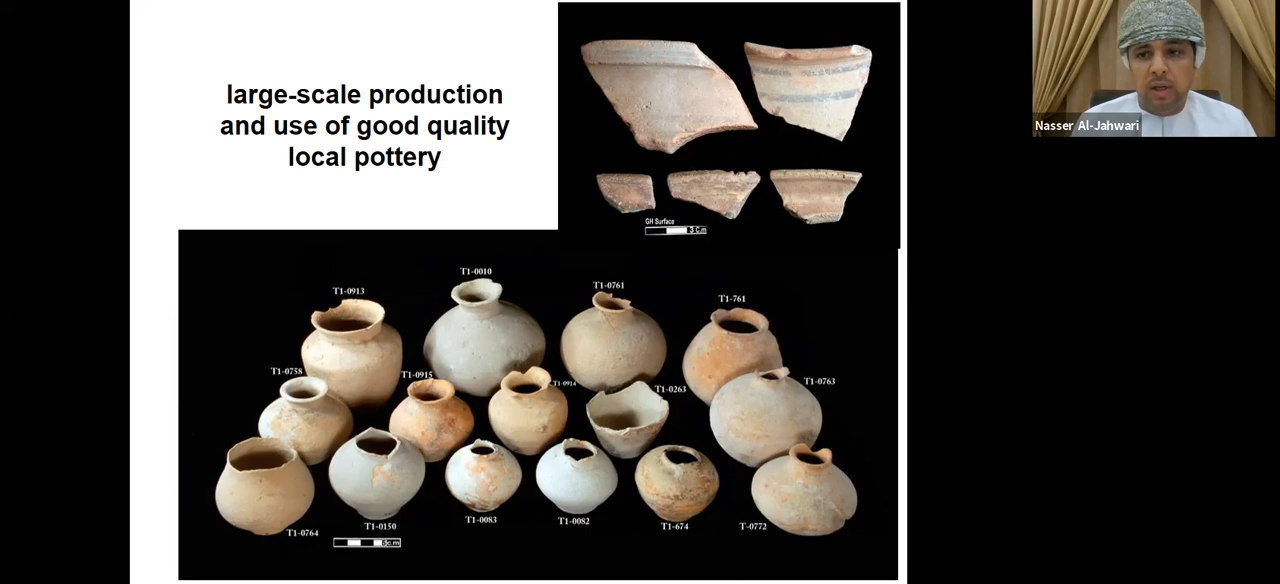 large-scale production
and use of good quality
local pottery
GH Surface
3 C.m
Nasser Al-Jahwari
T1-0913
T1-0010
T1-0761
T1-761
T1-0758
T1-0915
T1-0914
T1-0263
T1-0763
T1-0764
T1-0150
T1-0083
T1-0082
T1-674
T-0772
5c.m